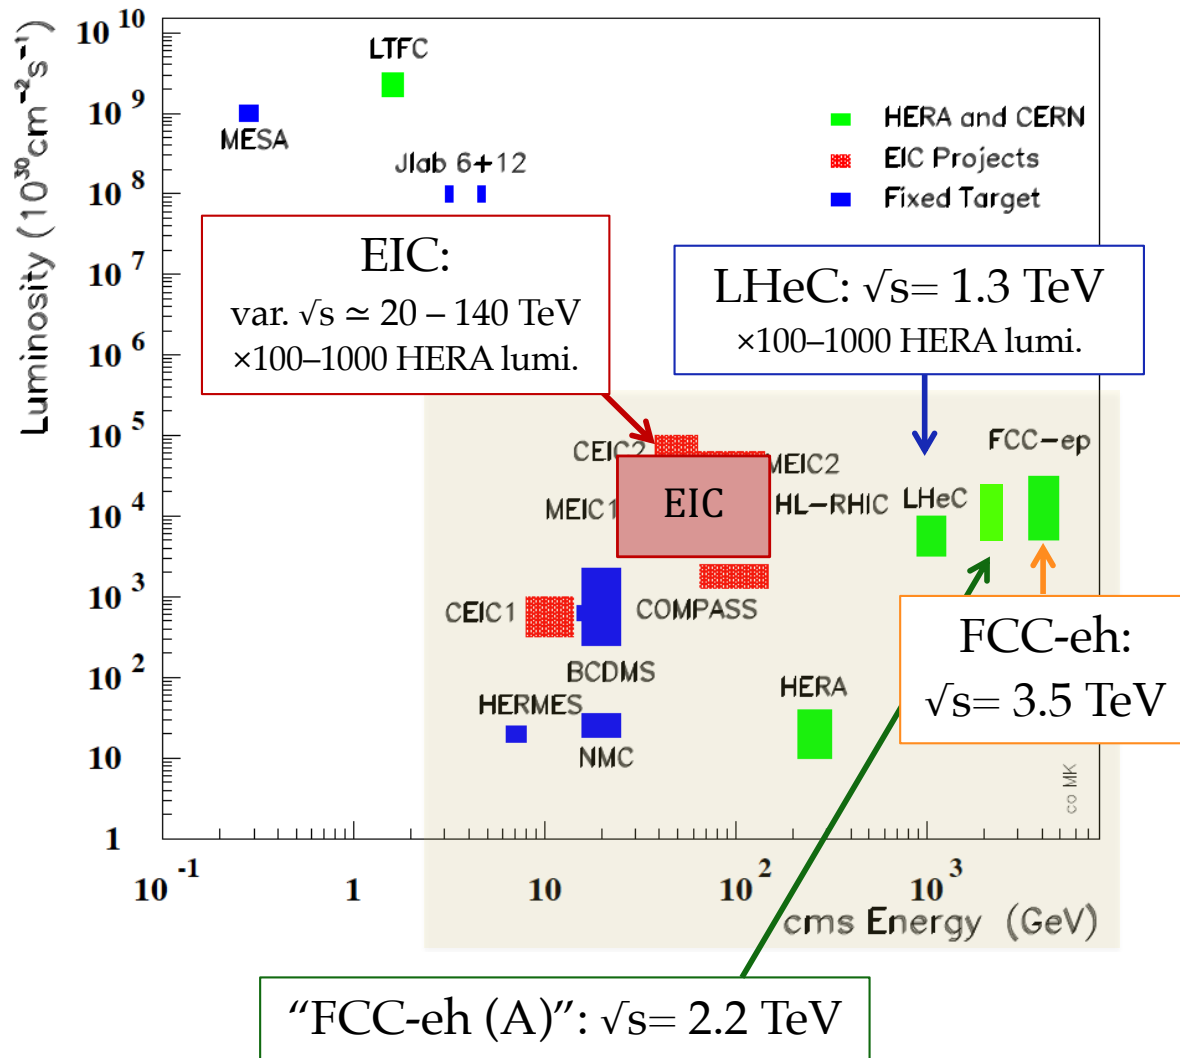 Luminosity (10³⁰cm⁻²s⁻¹)
10¹⁰
10⁹
10⁸
10⁷
10⁶
10⁵
10⁴
10³
10²
10
1
10⁻¹
1
10
10²
10³
cms Energy (GeV)
LTFC
MESA
Jlab 6+12
HERA and CERN
EIC Projects
Fixed Target
EIC:
var. √s ≃ 20 – 140 TeV
×100–1000 HERA lumi.
LHeC: √s= 1.3 TeV
×100–1000 HERA lumi.
CEIC2
MEIC2
FCC-ep
MEIC1
EIC
HL-RHIC
LHeC
CEIC1
COMPASS
BCDMS
HERMES
NMC
HERA
FCC-eh:
√s= 3.5 TeV
co MK
“FCC-eh (A)”: √s= 2.2 TeV